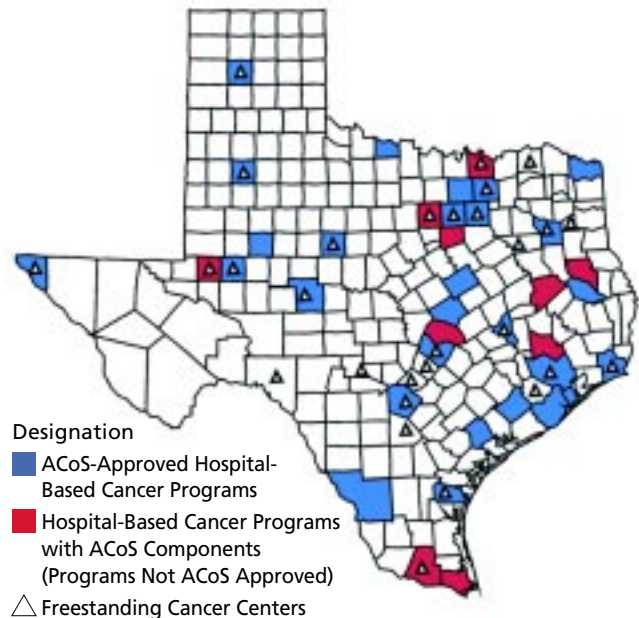 Designation
ACoS-Approved Hospital-
Based Cancer Programs
Hospital-Based Cancer Programs
with ACoS Components
(Programs Not ACoS Approved)
Freestanding Cancer Centers